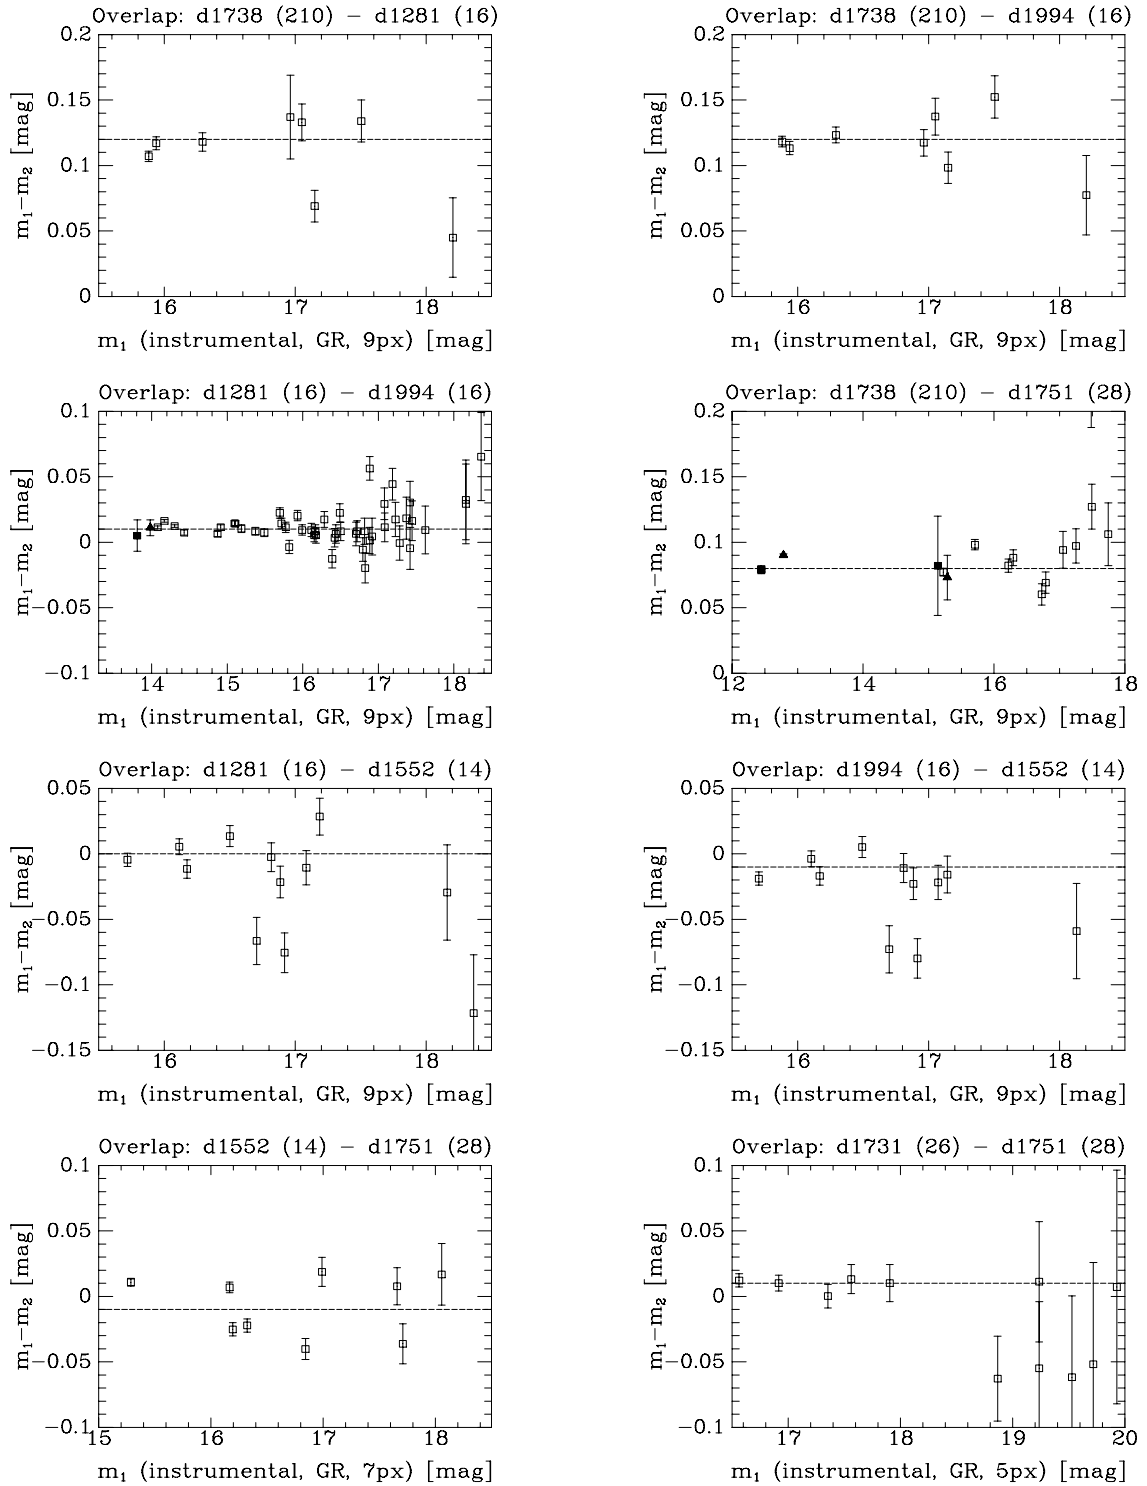 Overlap: d1738 (210) − d1281 (16)
0.2
0.15
0.1
0.05
0
m₁−m₂ [mag]
16 17 18
m₁ (instrumental, GR, 9px) [mag]
Overlap: d1738 (210) − d1994 (16)
0.2
0.15
0.1
0.05
0
m₁−m₂ [mag]
16 17 18
m₁ (instrumental, GR, 9px) [mag]
Overlap: d1281 (16) − d1994 (16)
0.1
0.05
0
−0.05
−0.1
m₁−m₂ [mag]
14 15 16 17 18
m₁ (instrumental, GR, 9px) [mag]
Overlap: d1738 (210) − d1751 (28)
0.2
0.15
0.1
0.05
0
m₁−m₂ [mag]
12 14 16 18
m₁ (instrumental, GR, 9px) [mag]
Overlap: d1281 (16) − d1552 (14)
0.05
0
−0.05
−0.1
−0.15
m₁−m₂ [mag]
16 17 18
m₁ (instrumental, GR, 9px) [mag]
Overlap: d1994 (16) − d1552 (14)
0.05
0
−0.05
−0.1
−0.15
m₁−m₂ [mag]
16 17 18
m₁ (instrumental, GR, 9px) [mag]
Overlap: d1552 (14) − d1751 (28)
0.1
0.05
0
−0.05
−0.1
m₁−m₂ [mag]
15 16 17 18
m₁ (instrumental, GR, 7px) [mag]
Overlap: d1731 (26) − d1751 (28)
0.1
0.05
0
−0.05
−0.1
m₁−m₂ [mag]
17 18 19 20
m₁ (instrumental, GR, 5px) [mag]